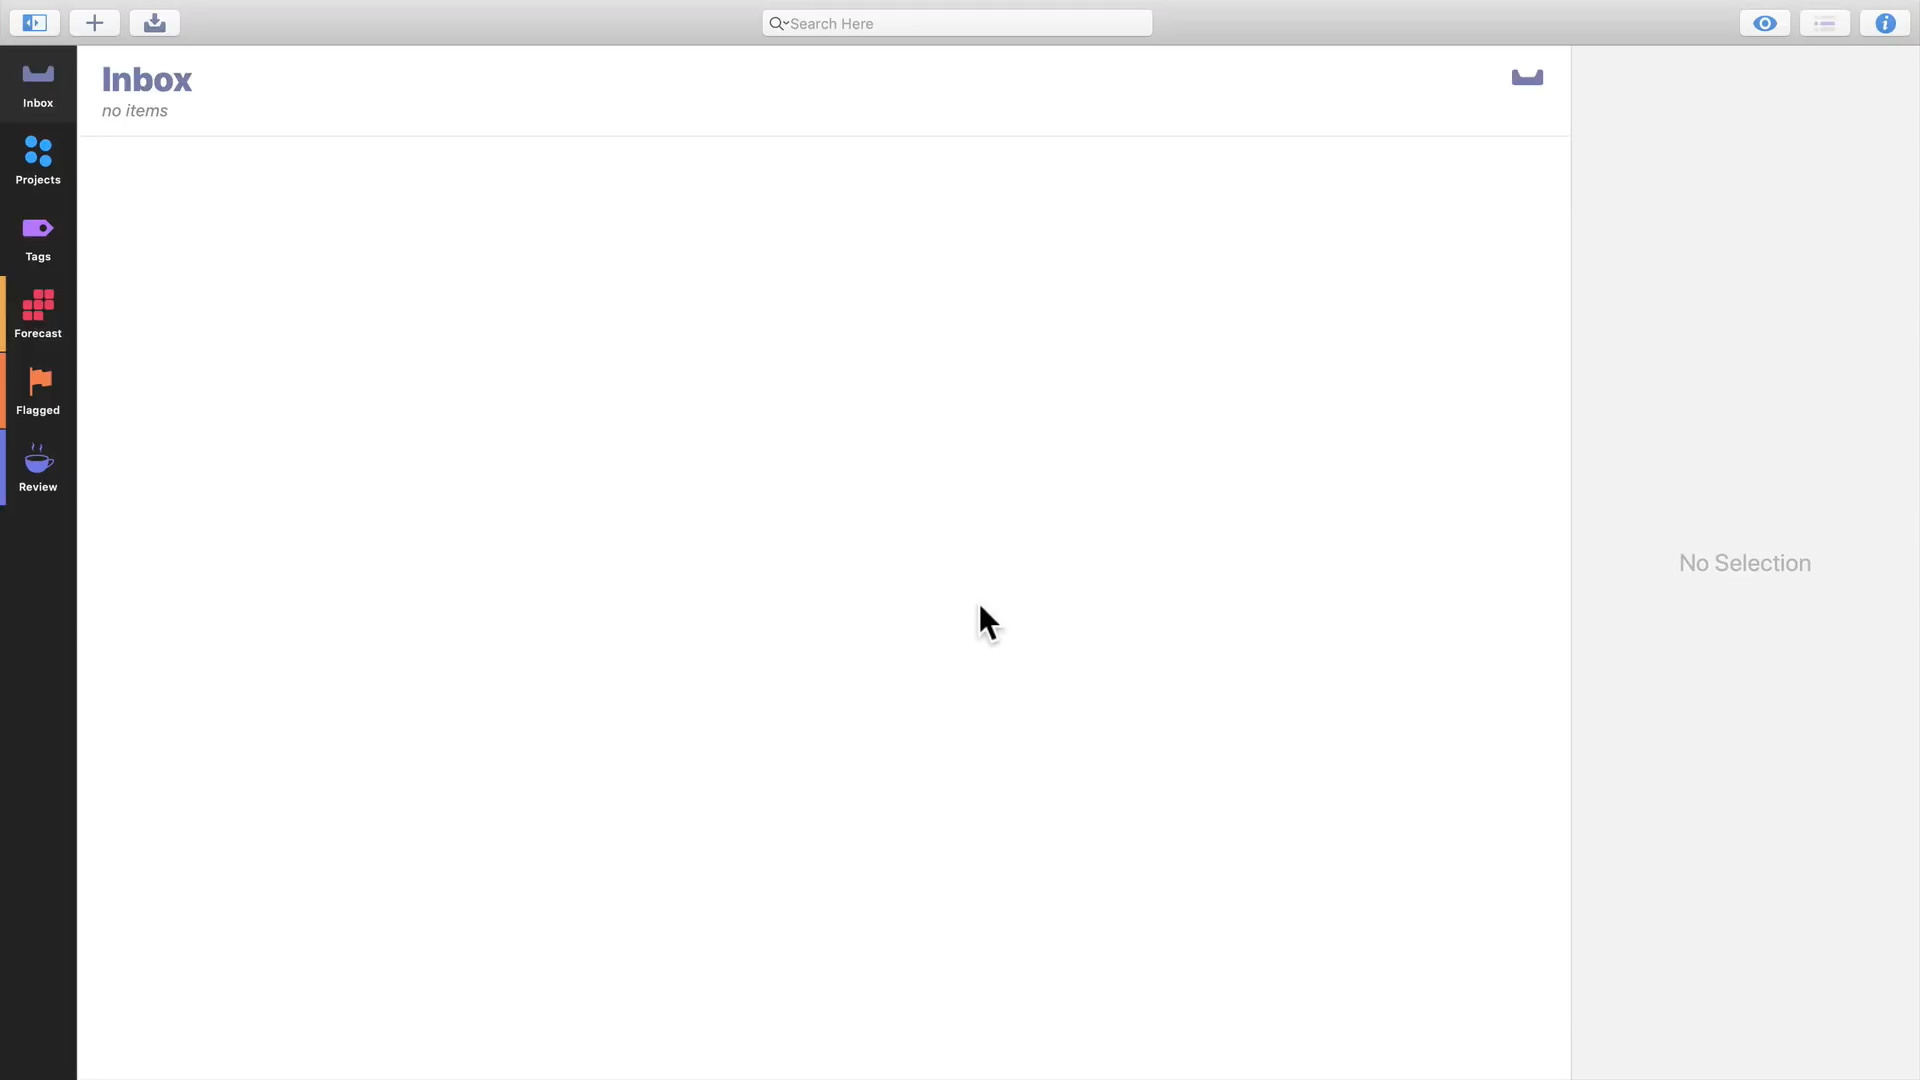 Search Here
Inbox
Inbox
no items
Projects
Tags
Forecast
Flagged
Review
No Selection